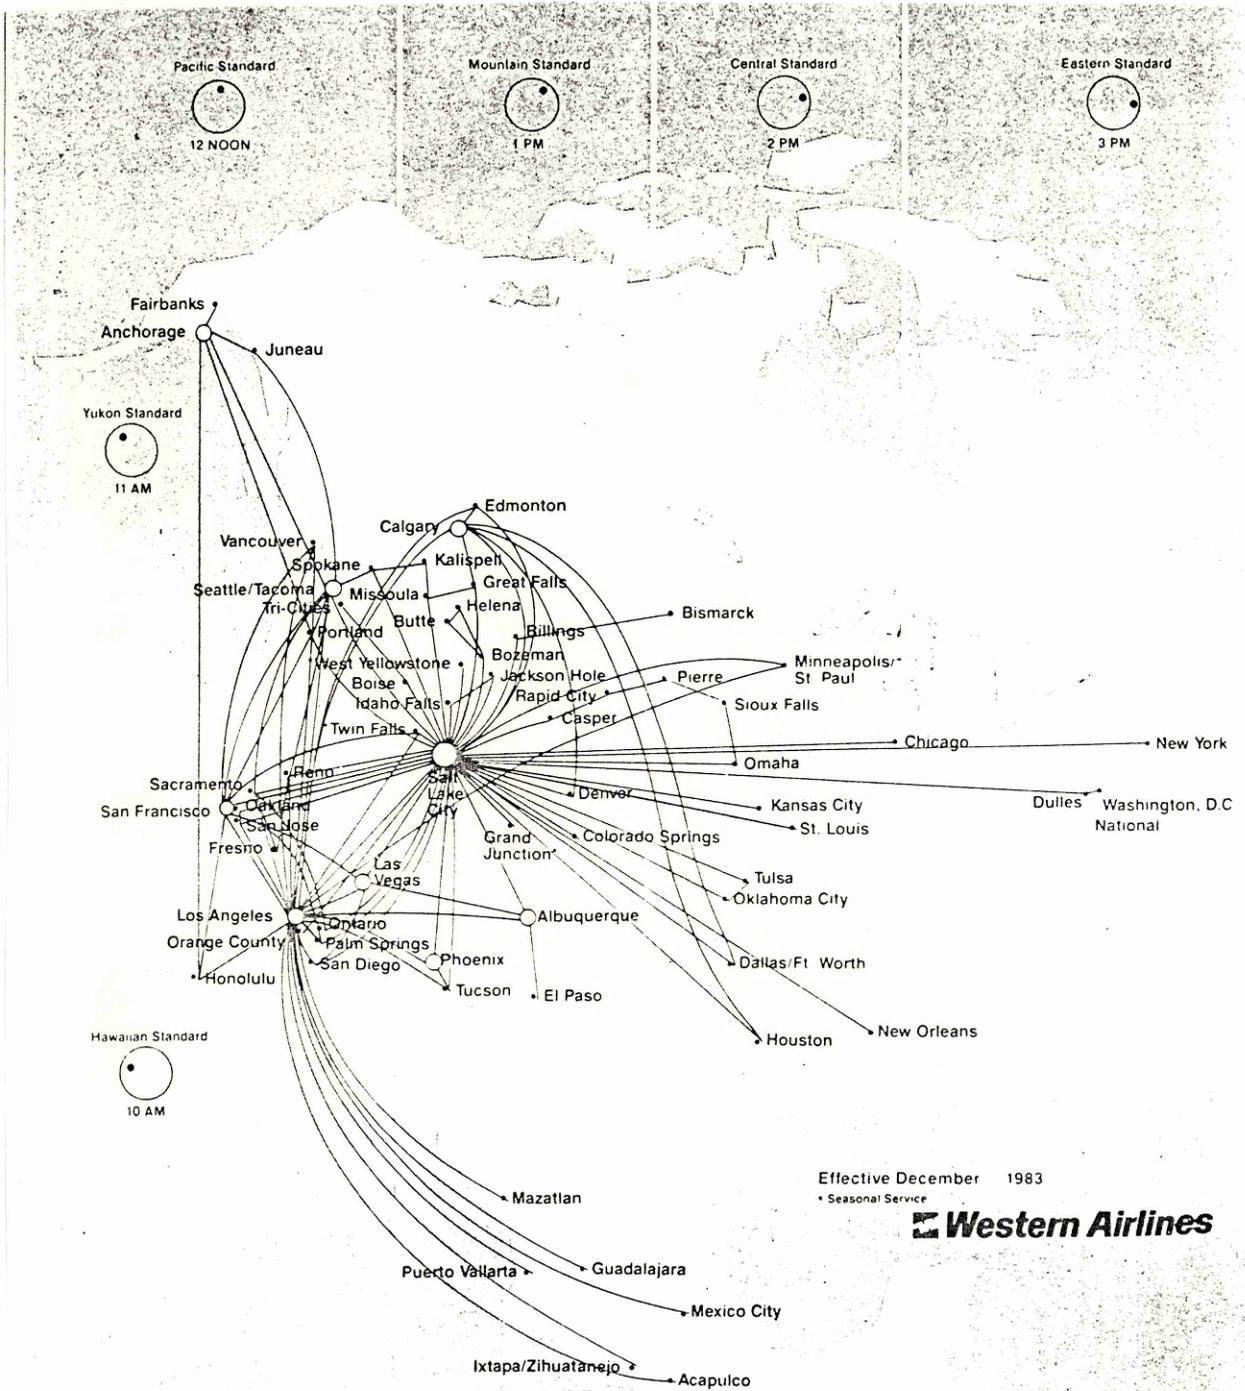 Pacific Standard
12 NOON
Mountain Standard
1 PM
Central Standard
2 PM
Eastern Standard
3 PM
Fairbanks
Anchorage
Juneau
Yukon Standard
11 AM
Edmonton
Calgary
Vancouver
Spokane
Kalispell
Seattle/Tacoma
Missoula
Great Falls
Tri-Cities
Helena
Butte
Bismarck
Portland
Billings
Bozeman
West Yellowstone
Minneapolis/
St Paul
Jackson Hole
Pierre
Boise
Rapid City
Idaho Falls
Sioux Falls
Casper
Twin Falls
Chicago
New York
Omaha
Reno
Salt
Lake
City
Sacramento
Denver
Dulles
Washington, D.C
National
San Francisco
Oakland
Kansas City
San Jose
St. Louis
Fresno
Grand
Junction
Colorado Springs
Las
Vegas
Tulsa
Oklahoma City
Los Angeles
Ontario
Albuquerque
Orange County
Palm Springs
San Diego
Phoenix
Dallas/Ft Worth
Honolulu
Tucson
El Paso
New Orleans
Houston
Hawaiian Standard
10 AM
Effective December 1983
• Seasonal Service
Western Airlines
Mazatlan
Guadalajara
Puerto Vallarta
Mexico City
Ixtapa/Zihuatanejo
Acapulco